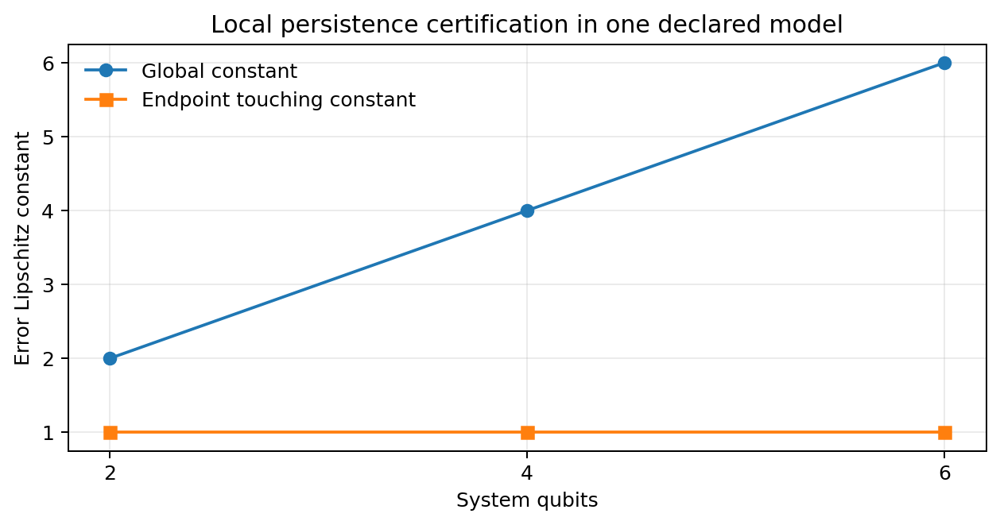 Local persistence certification in one declared model
Global constant
Endpoint touching constant
Error Lipschitz constant
6
5
4
3
2
1
2
4
6
System qubits